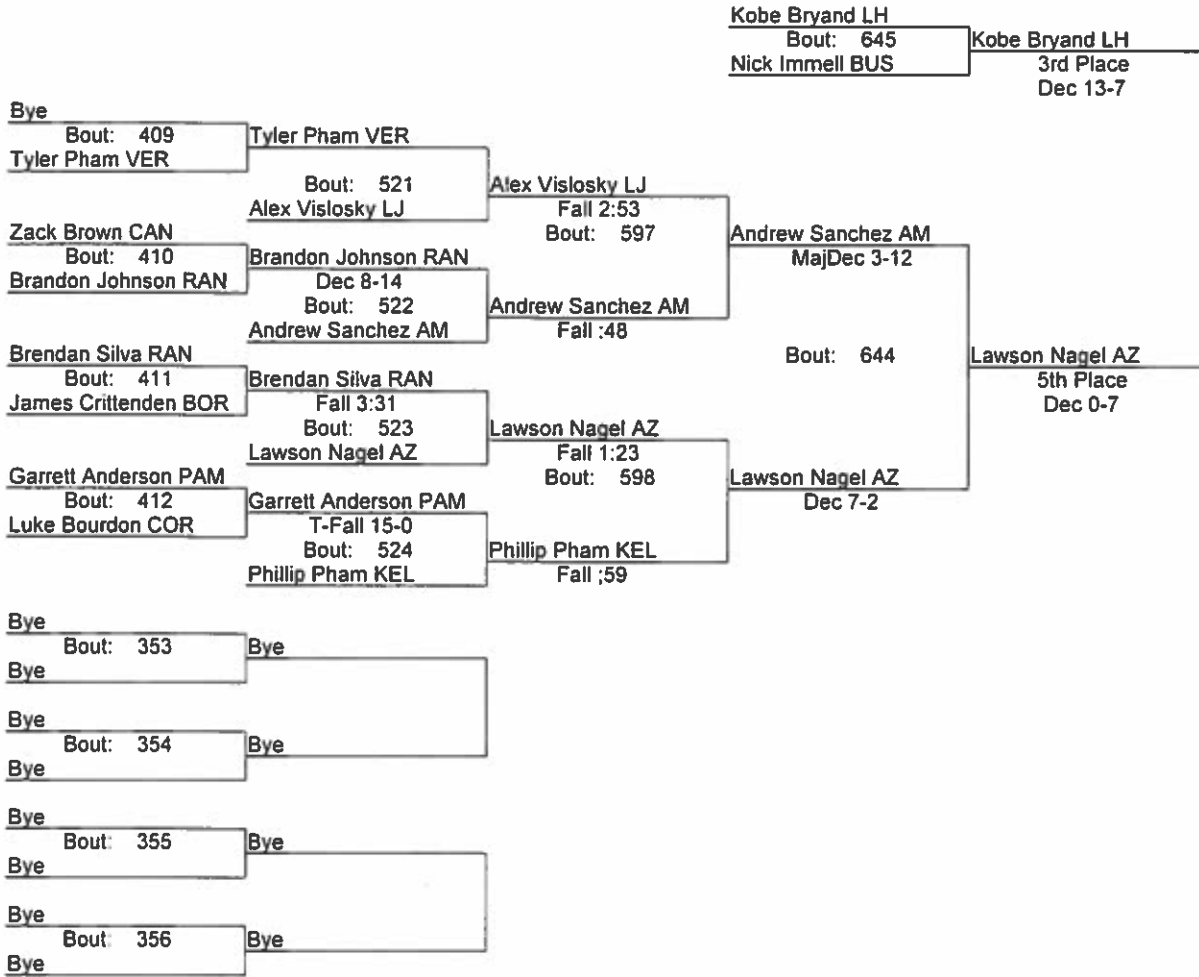 Kobe Bryand LH
Bout: 645
Nick Immell BUS
Kobe Bryand LH
3rd Place
Dec 13-7
Bye
Bout: 409
Tyler Pham VER
Tyler Pham VER
Bout: 521
Alex Vislosky LJ
Alex Vislosky LJ
Fall 2:53
Bout: 597
Zack Brown CAN
Bout: 410
Brandon Johnson RAN
Brandon Johnson RAN
Dec 8-14
Bout: 522
Andrew Sanchez AM
Andrew Sanchez AM
Fall :48
Andrew Sanchez AM
MajDec 3-12
Bout: 644
Lawson Nagel AZ
5th Place
Dec 0-7
Brendan Silva RAN
Bout: 411
James Crittenden BOR
Brendan Silva RAN
Fall 3:31
Bout: 523
Lawson Nagel AZ
Lawson Nagel AZ
Fall 1:23
Bout: 598
Lawson Nagel AZ
Dec 7-2
Garrett Anderson PAM
Bout: 412
Luke Bourdon COR
Garrett Anderson PAM
T-Fall 15-0
Bout: 524
Phillip Pham KEL
Phillip Pham KEL
Fall ;59
Bye
Bout: 353
Bye
Bye
Bye
Bout: 354
Bye
Bye
Bye
Bout: 355
Bye
Bye
Bye
Bout: 356
Bye
Bye